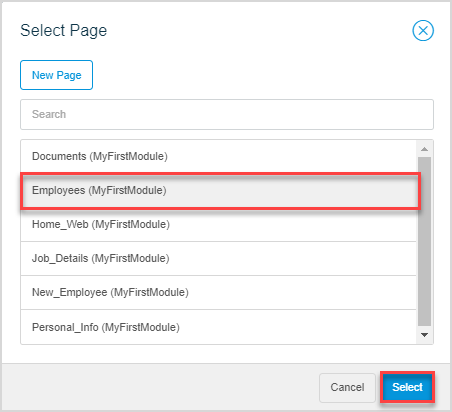 Select Page
New Page
Search
Documents (MyFirstModule)
Employees (MyFirstModule)
Home_Web (MyFirstModule)
Job_Details (MyFirstModule)
New_Employee (MyFirstModule)
Personal_Info (MyFirstModule)
Cancel Select